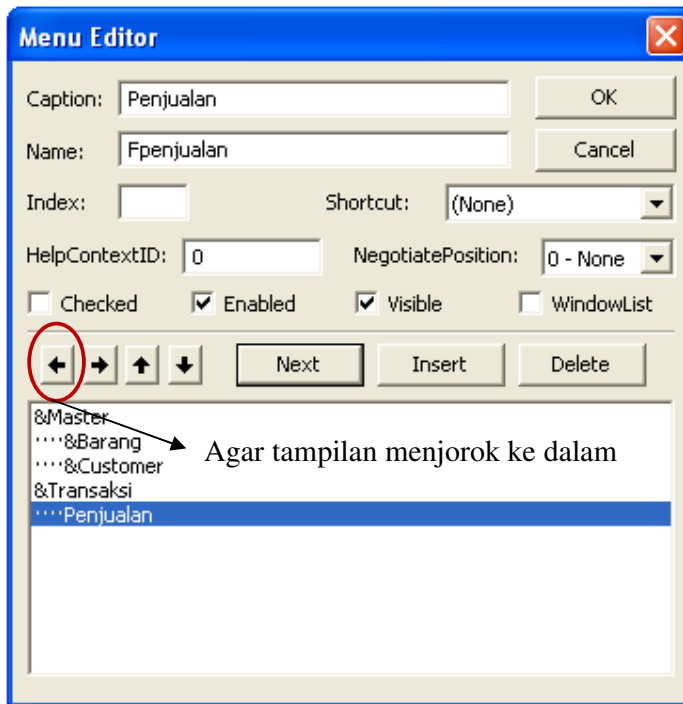 Menu Editor
Caption: Penjualan OK
Name: Fpenjualan Cancel
Index: Shortcut: (None)
HelpContextID: 0 NegotiatePosition: 0 - None
Checked Enabled Visible WindowList
Next Insert Delete
&Master
····&Barang
Agar tampilan menjorok ke dalam
····&Customer
&Transaksi
····Penjualan